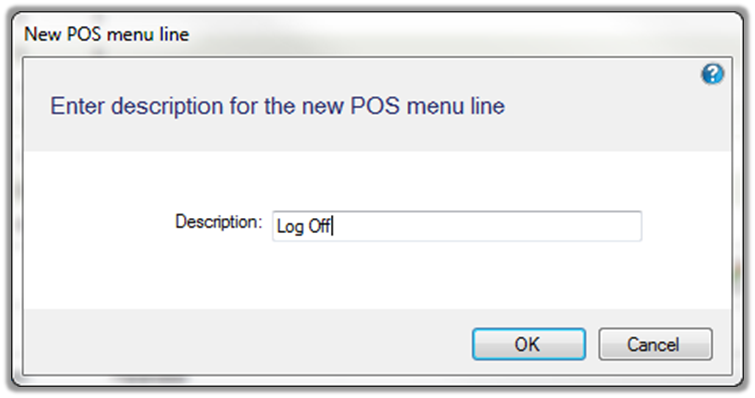 New POS menu line
?
Enter description for the new POS menu line
Description: Log Off
OK Cancel